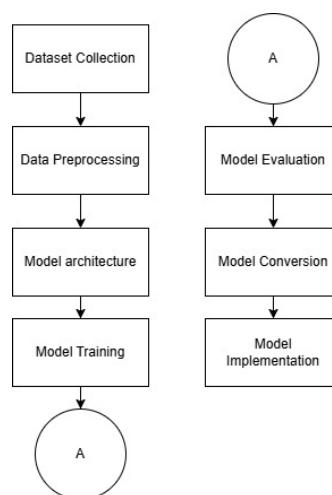 Dataset Collection
Data Preprocessing
Model architecture
Model Training
A
A
Model Evaluation
Model Conversion
Model
Implementation